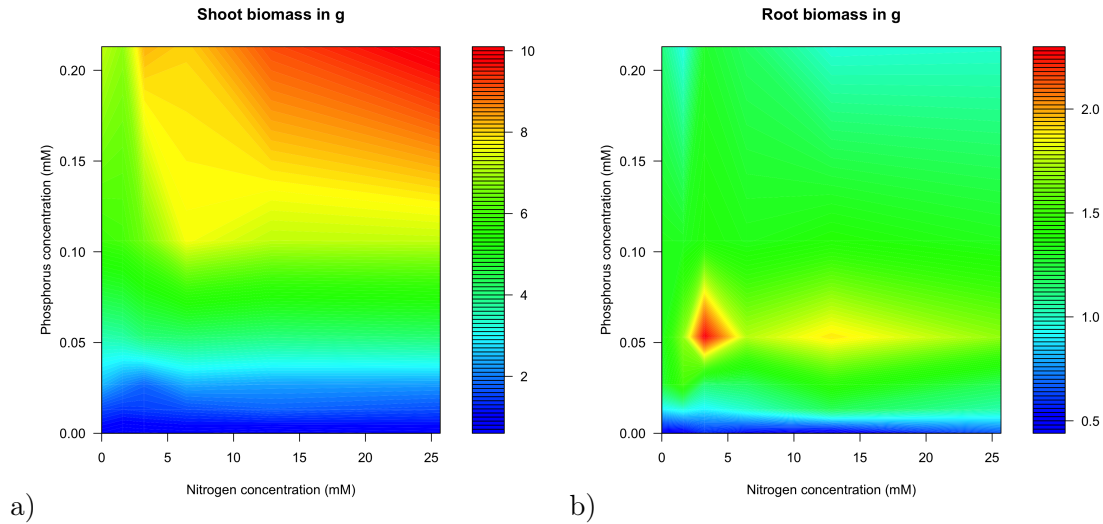 Shoot biomass in g
Phosphorus concentration (mM)
0.20
0.15
0.10
0.05
0.00
0 5 10 15 20 25
Nitrogen concentration (mM)
10
8
6
4
2
a)
Root biomass in g
Phosphorus concentration (mM)
0.20
0.15
0.10
0.05
0.00
0 5 10 15 20 25
Nitrogen concentration (mM)
2.0
1.5
1.0
0.5
b)